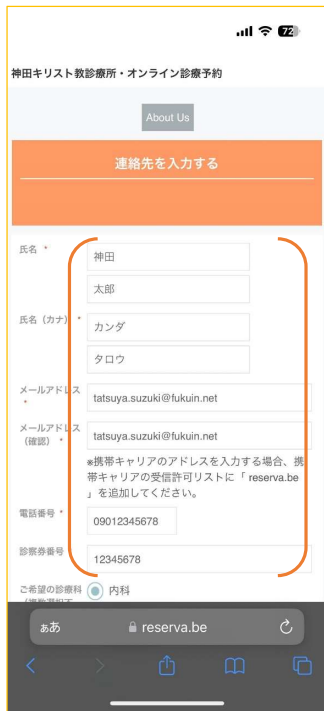 72
神田キリスト教診療所・オンライン診療予約
About Us
連絡先を入力する
氏名 *
神田
太郎
氏名（カナ） *
カンダ
タロウ
メールアドレス
*
tatsuya.suzuki@fukuin.net
メールアドレス
（確認） *
tatsuya.suzuki@fukuin.net
※携帯キャリアのアドレスを入力する場合、携
帯キャリアの受信許可リストに「 reserva.be
」を追加してください。
電話番号 *
09012345678
診察券番号
12345678
ご希望の診療科
内科
ぁあ
reserva.be